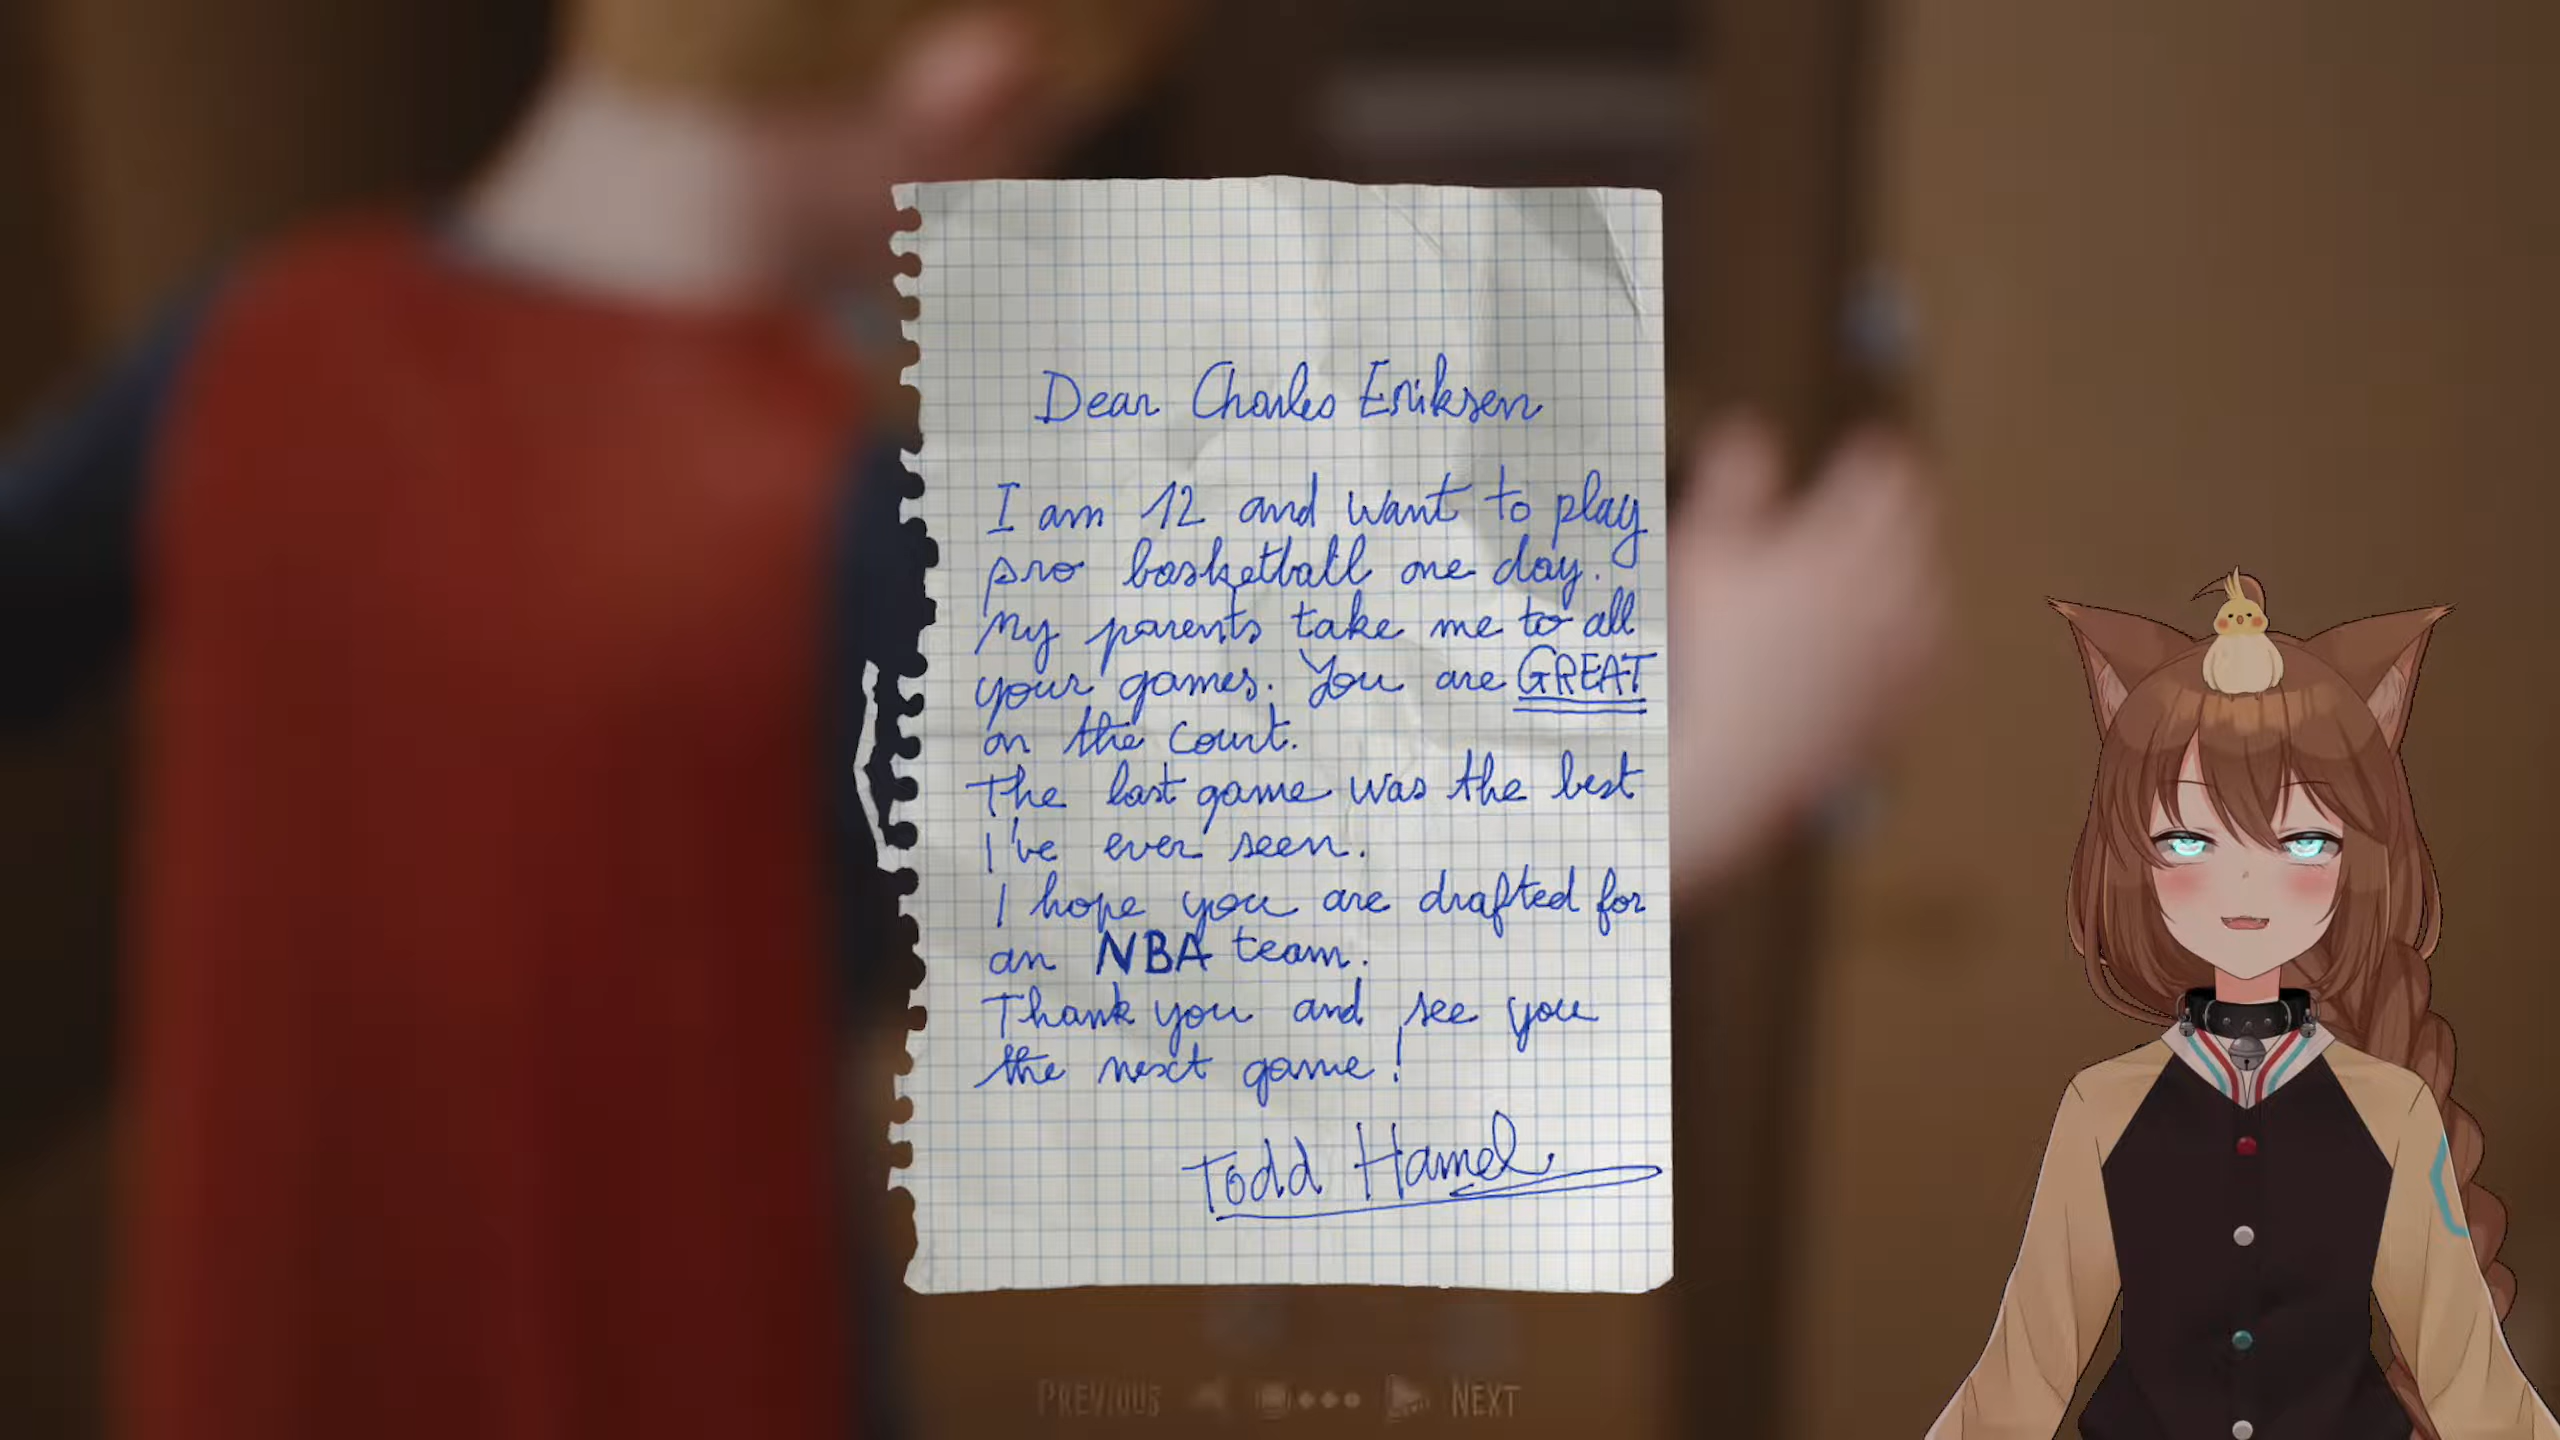 Dear Charles Eriksen
I am 12 and want to play
pro basketball one day.
My parents take me to all
your games. You are GREAT
on the court.
The last game was the best
I've ever seen.
I hope you are drafted for
an NBA team.
Thank you and see you
the next game!
Todd Hamel
PREVIOUS NEXT